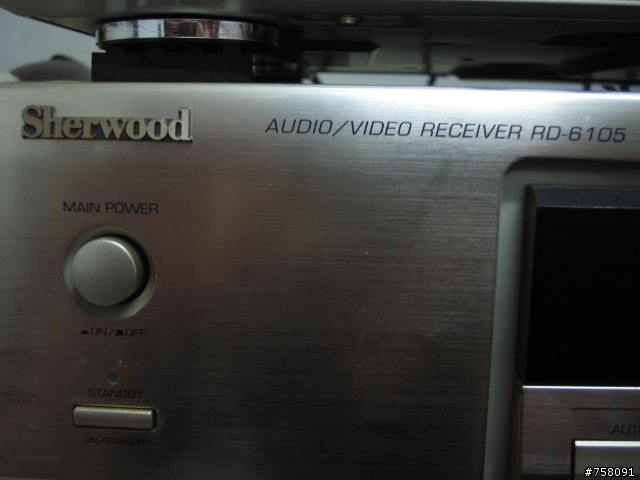 Sherwood
AUDIO/VIDEO RECEIVER RD-6105
MAIN POWER
ON/OFF
STANDBY
ON/STANDBY
#758091